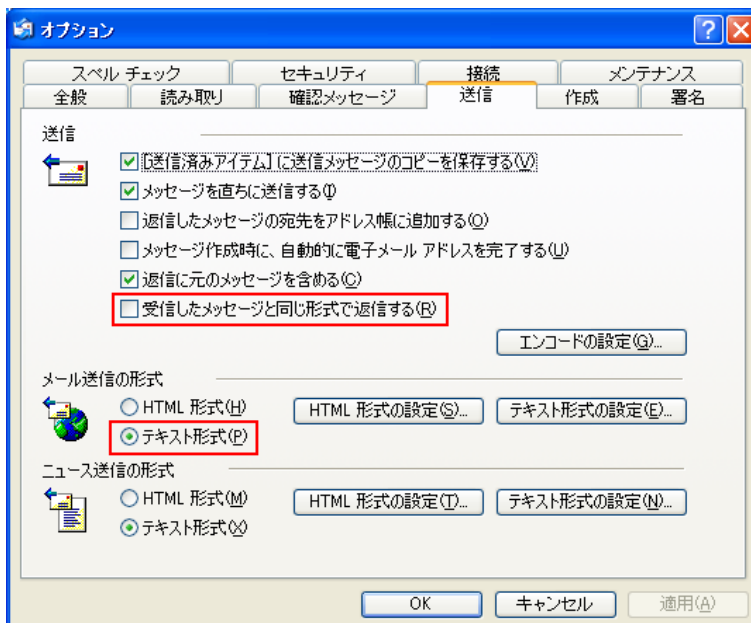 オプション
スペル チェック セキュリティ 接続 メンテナンス
全般 読み取り 確認メッセージ 送信 作成 署名
送信
[送信済みアイテム] に送信メッセージのコピーを保存する(V)
メッセージを直ちに送信する(I)
返信したメッセージの宛先をアドレス帳に追加する(O)
メッセージ作成時に、自動的に電子メール アドレスを完了する(U)
返信に元のメッセージを含める(C)
受信したメッセージと同じ形式で返信する(R)
エンコードの設定(G)...
メール送信の形式
HTML 形式(H) HTML 形式の設定(S)... テキスト形式の設定(E)...
テキスト形式(P)
ニュース送信の形式
HTML 形式(M) HTML 形式の設定(T)... テキスト形式の設定(N)...
テキスト形式(X)
OK キャンセル 適用(A)